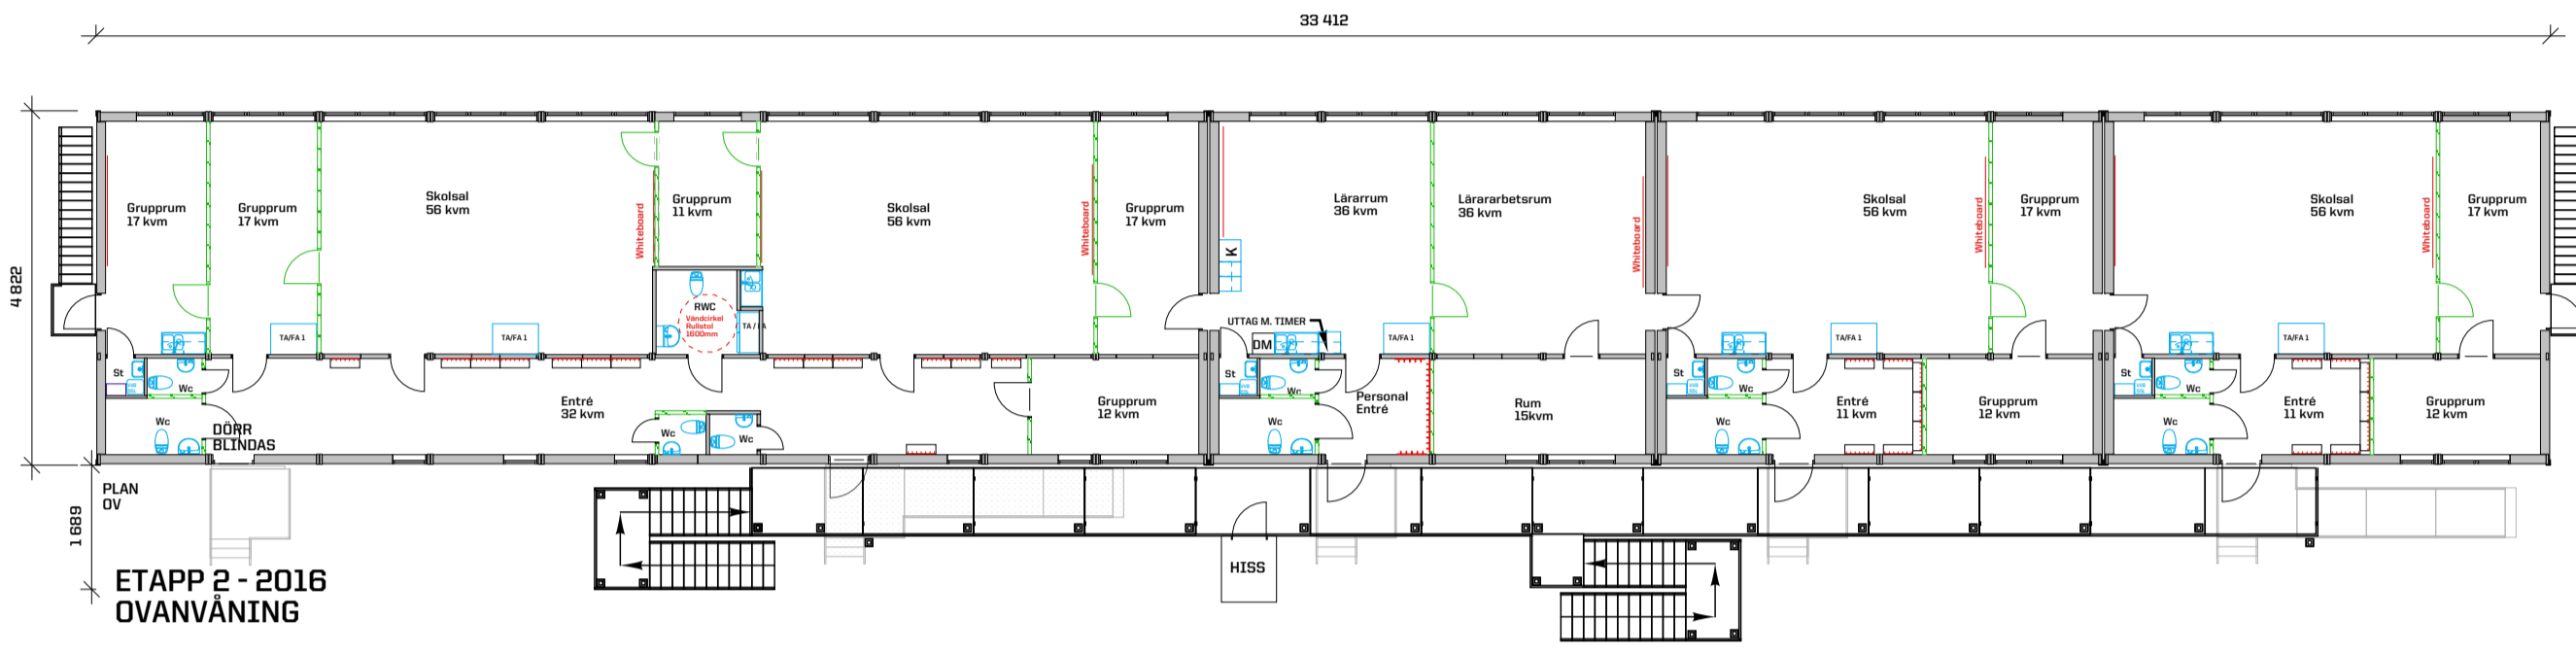 33 412
4 822
1 689
Grupprum
17 kvm
Grupprum
17 kvm
Skolsal
56 kvm
Whiteboard
Grupprum
11 kvm
Skolsal
56 kvm
Whiteboard
Grupprum
17 kvm
Lärarrum
36 kvm
Lärararbetsrum
36 kvm
Whiteboard
Skolsal
56 kvm
Whiteboard
Grupprum
17 kvm
Skolsal
56 kvm
Whiteboard
Grupprum
17 kvm
K
RWC
Vändcirkel
Rullstol
1600mm
TA/FA 1
TA/FA 1
UTTAG M. TIMER
DM
TA/FA 1
TA/FA 1
TA/FA 1
St
Wc
Wc
DÖRR
BLINDAS
Entré
32 kvm
Wc
Wc
Grupprum
12 kvm
St
Wc
Wc
Personal
Entré
Rum
15kvm
St
Wc
Wc
Entré
11 kvm
Grupprum
12 kvm
St
Wc
Wc
Entré
11 kvm
Grupprum
12 kvm
PLAN
ÖV
HISS
ETAPP 2 - 2016
OVANVÅNING